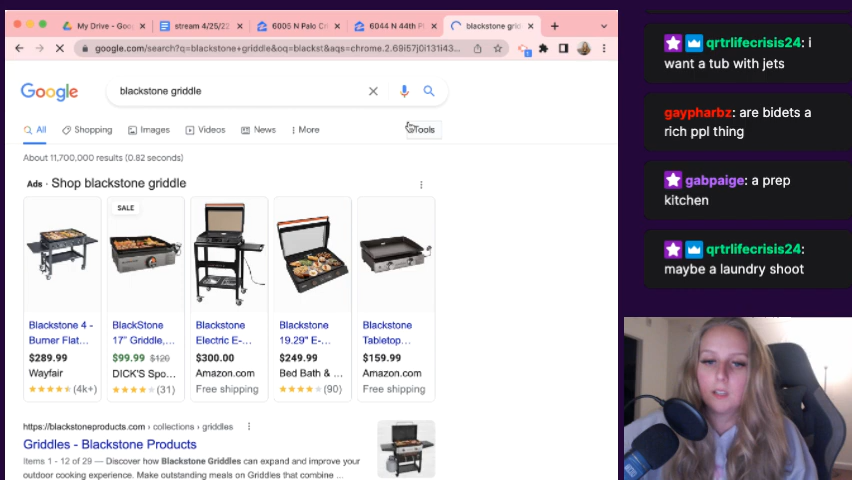 My Drive - Goo
stream 4/25/22
6005 N Palo Cri
6044 N 44th Pl
blackstone grid
google.com/search?q=blackstone+griddle&oq=blackst&aqs=chrome.2.69i57j0i131i43...
Google
blackstone griddle
All
Shopping
Images
Videos
News
More
Tools
About 11,700,000 results (0.82 seconds)
Ads · Shop blackstone griddle
SALE
Blackstone 4 -
Burner Flat...
$289.99
Wayfair
(4k+)
BlackStone
17" Griddle,...
$99.99 $120
DICK'S Spo...
(31)
Blackstone
Electric E-...
$300.00
Amazon.com
Free shipping
Blackstone
19.29" E-...
$249.99
Bed Bath & ...
(90)
Blackstone
Tabletop...
$159.99
Amazon.com
Free shipping
https://blackstoneproducts.com › collections › griddles
Griddles - Blackstone Products
Items 1 - 12 of 29 — Discover how Blackstone Griddles can expand and improve your
outdoor cooking experience. Make outstanding meals on Griddles that combine ...
qrtrlifecrisis24: i
want a tub with jets
gaypharbz: are bidets a
rich ppl thing
gabpaige: a prep
kitchen
qrtrlifecrisis24:
maybe a laundry shoot